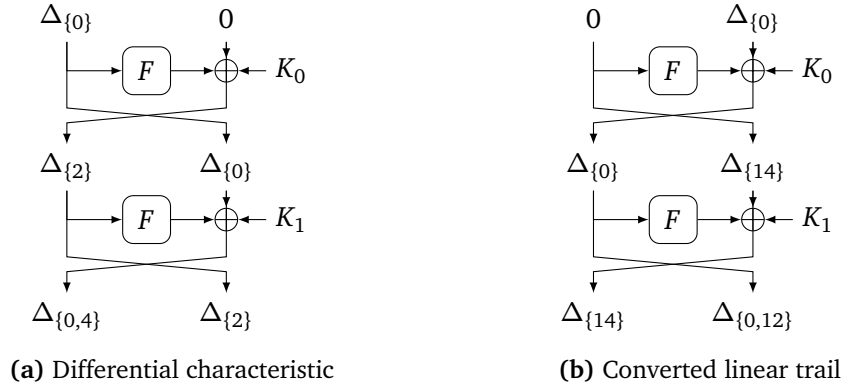 Δ{0} 0 0 Δ{0}
F K0 F K0
Δ{2} Δ{0} Δ{0} Δ{14}
F K1 F K1
Δ{0,4} Δ{2} Δ{14} Δ{0,12}
(a) Differential characteristic (b) Converted linear trail